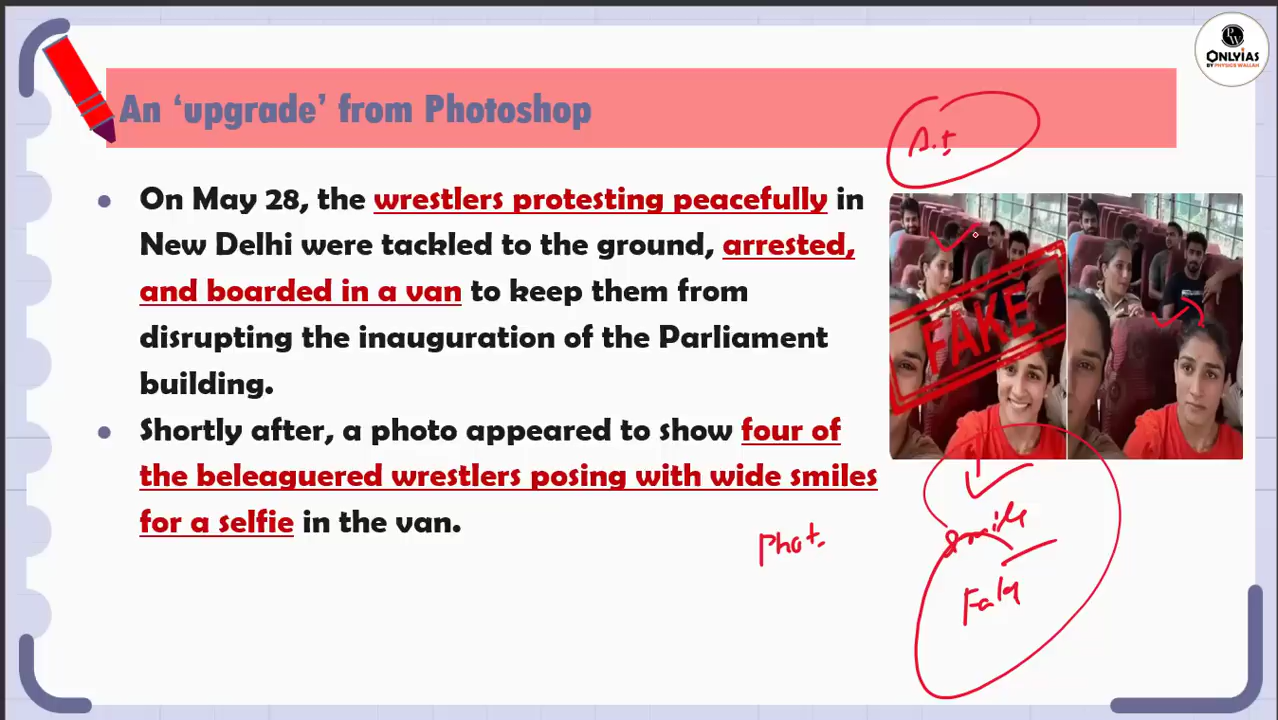 PW
ONLYIAS
BY PHYSICS WALLAH
An ‘upgrade’ from Photoshop
A.I
• On May 28, the wrestlers protesting peacefully in
New Delhi were tackled to the ground, arrested,
and boarded in a van to keep them from
disrupting the inauguration of the Parliament
building.
FAKE
• Shortly after, a photo appeared to show four of
the beleaguered wrestlers posing with wide smiles
for a selfie in the van.
Smile
Phot